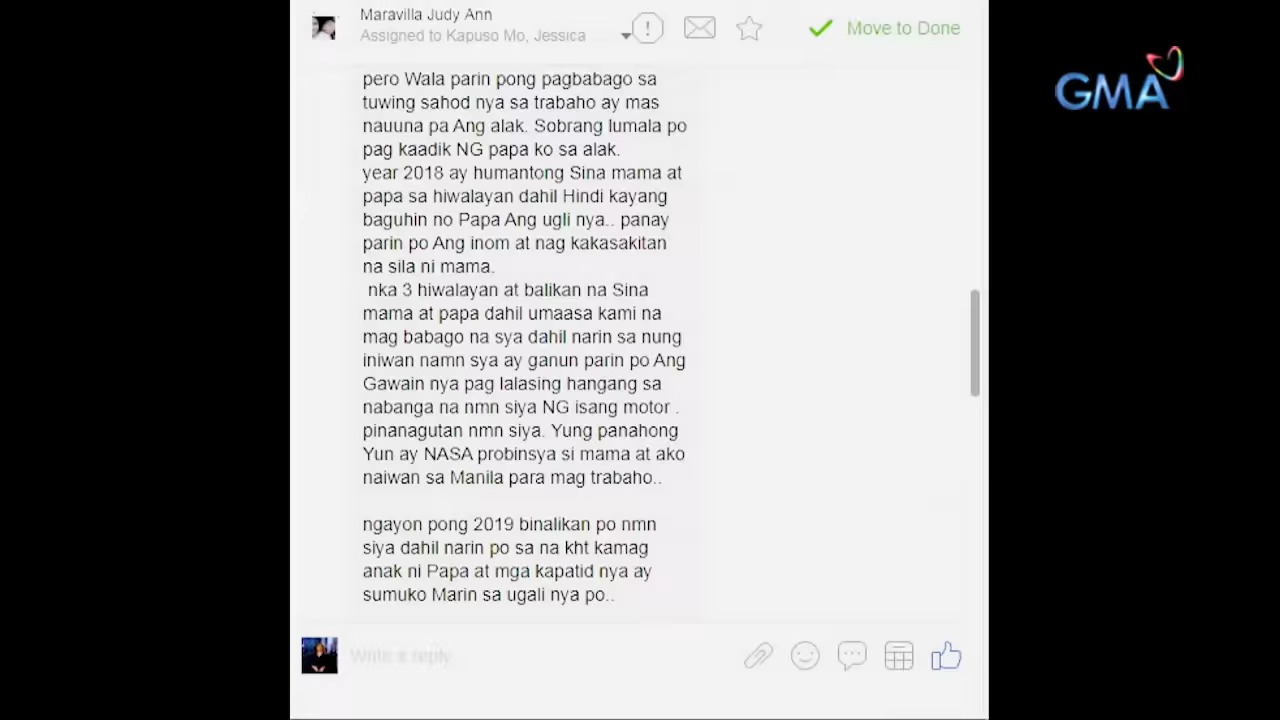 Maravilla Judy Ann
Assigned to Kapuso Mo, Jessica
Move to Done
GMA
pero Wala parin pong pagbabago sa
tuwing sahod nya sa trabaho ay mas
nauuna pa Ang alak. Sobrang lumala po
pag kaadik NG papa ko sa alak.
year 2018 ay humantong Sina mama at
papa sa hiwalayan dahil Hindi kayang
baguhin no Papa Ang ugli nya.. panay
parin po Ang inom at nag kakasakitan
na sila ni mama.
nka 3 hiwalayan at balikan na Sina
mama at papa dahil umaasa kami na
mag babago na sya dahil narin sa nung
iniwan namn sya ay ganun parin po Ang
Gawain nya pag lalasing hangang sa
nabanga na nmn siya NG isang motor .
pinanagutan nmn siya. Yung panahong
Yun ay NASA probinsya si mama at ako
naiwan sa Manila para mag trabaho..
ngayon pong 2019 binalikan po nmn
siya dahil narin po sa na kht kamag
anak ni Papa at mga kapatid nya ay
sumuko Marin sa ugali nya po..
Write a reply